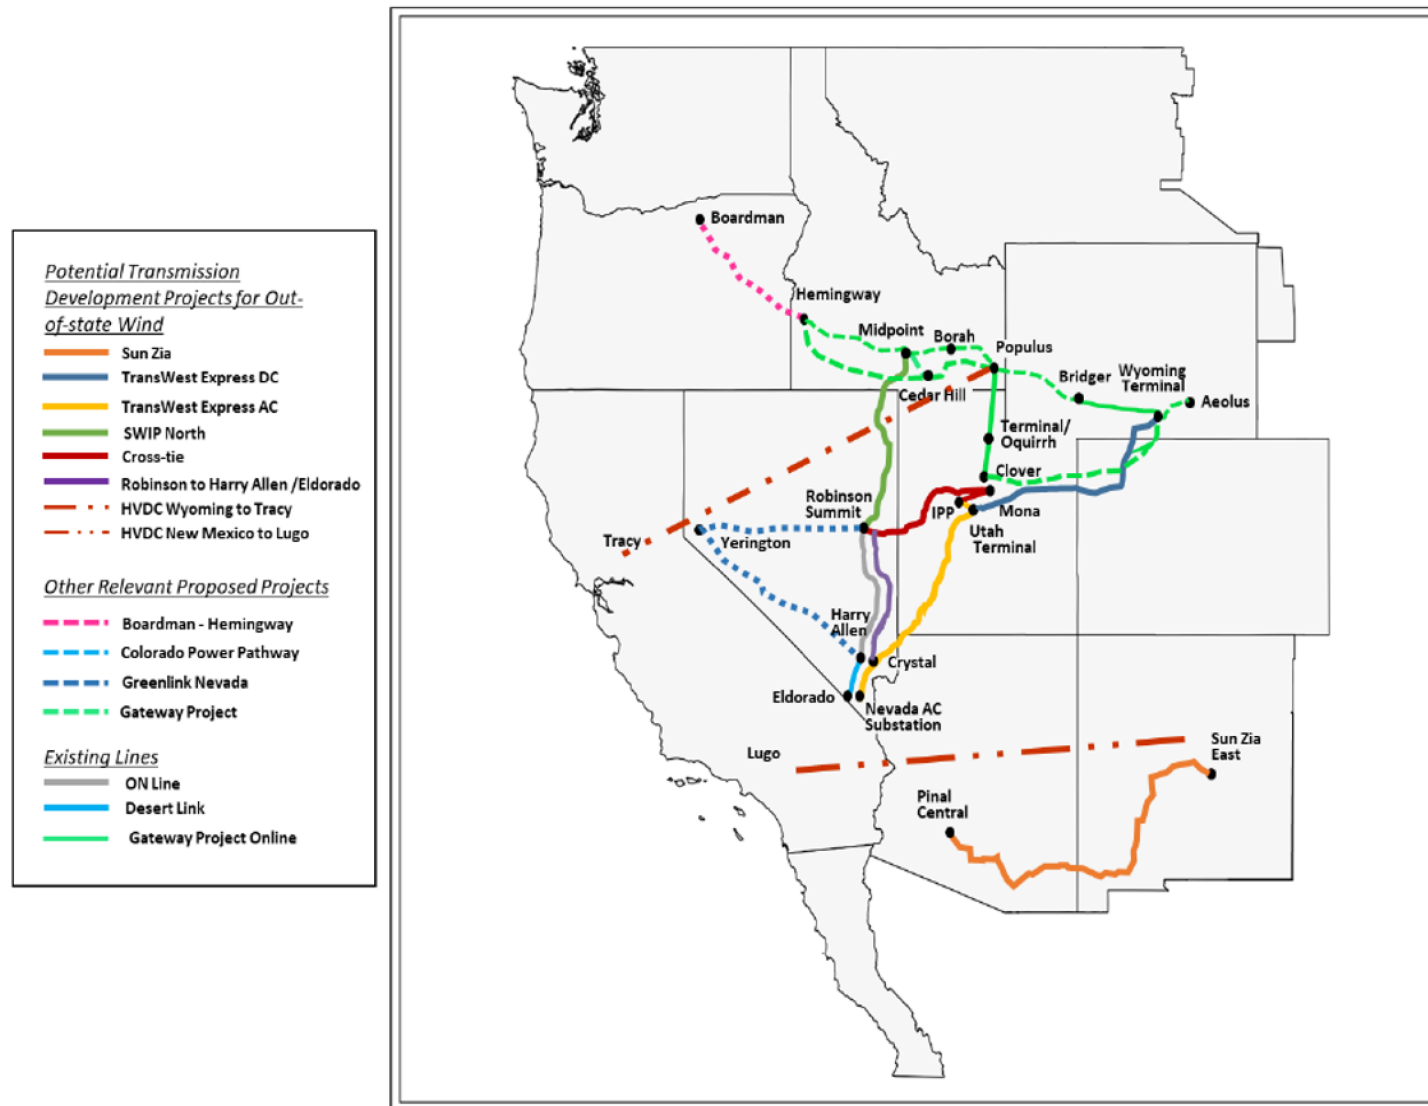 Potential Transmission
Development Projects for Out-
of-state Wind
Sun Zia
TransWest Express DC
TransWest Express AC
SWIP North
Cross-tie
Robinson to Harry Allen /Eldorado
HVDC Wyoming to Tracy
HVDC New Mexico to Lugo
Other Relevant Proposed Projects
Boardman - Hemingway
Colorado Power Pathway
Greenlink Nevada
Gateway Project
Existing Lines
ON Line
Desert Link
Gateway Project Online
Boardman
Hemingway
Midpoint
Borah
Populus
Cedar Hill
Bridger
Wyoming
Terminal
Aeolus
Terminal/
Oquirrh
Clover
Robinson
Summit
IPP
Mona
Utah
Terminal
Tracy
Yerington
Harry
Allen
Crystal
Eldorado
Nevada AC
Substation
Lugo
Sun Zia
East
Pinal
Central